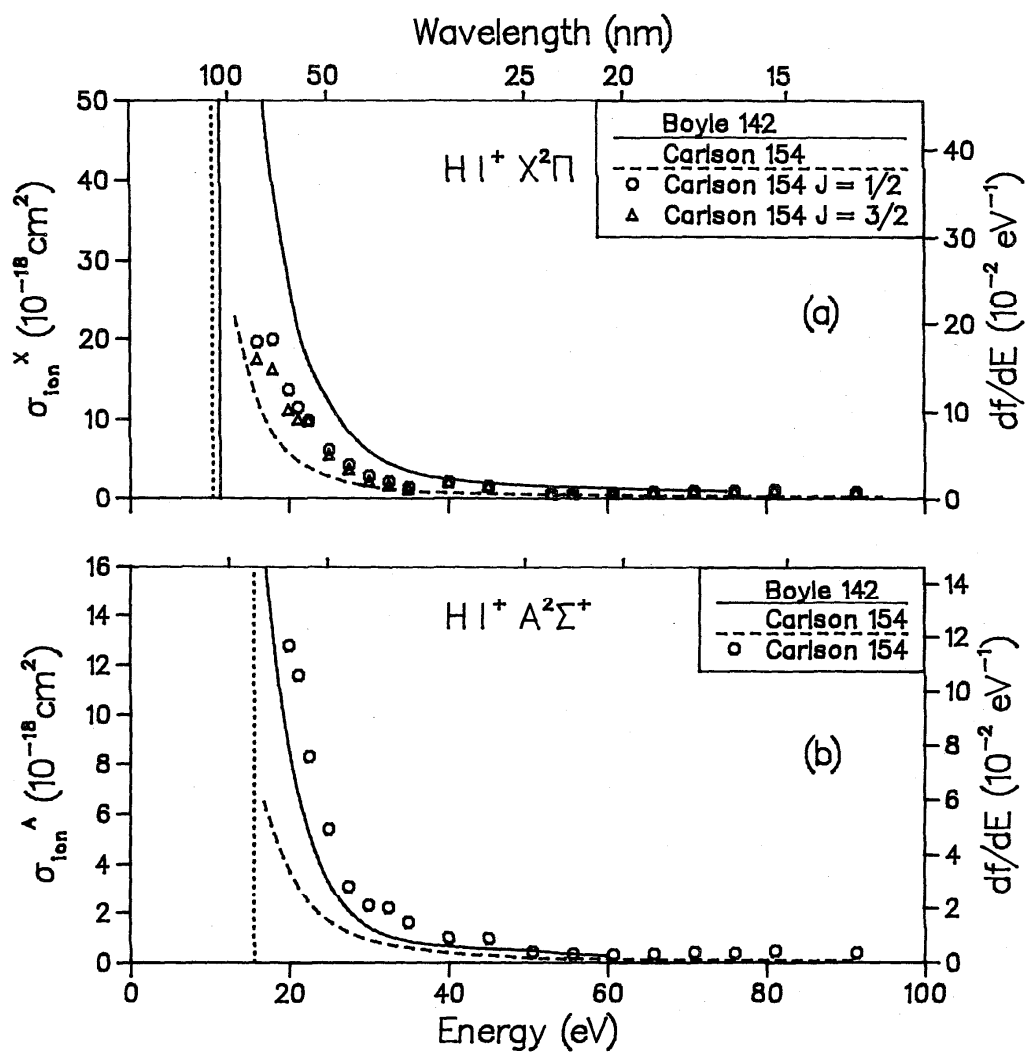 Wavelength (nm)
100 50 25 20 15
50
40
30
20
10
0
σ_ion^X (10⁻¹⁸cm²)
H I⁺ X²Π
Boyle 142
Carlson 154
Carlson 154 J = 1/2
Carlson 154 J = 3/2
(a)
40
30
20
10
0
df/dE (10⁻² eV⁻¹)
16
14
12
10
8
6
4
2
0
σ_ion^A (10⁻¹⁸cm²)
H I⁺ A²Σ⁺
Boyle 142
Carlson 154
Carlson 154
(b)
14
12
10
8
6
4
2
0
df/dE (10⁻² eV⁻¹)
0 20 40 60 80 100
Energy (eV)